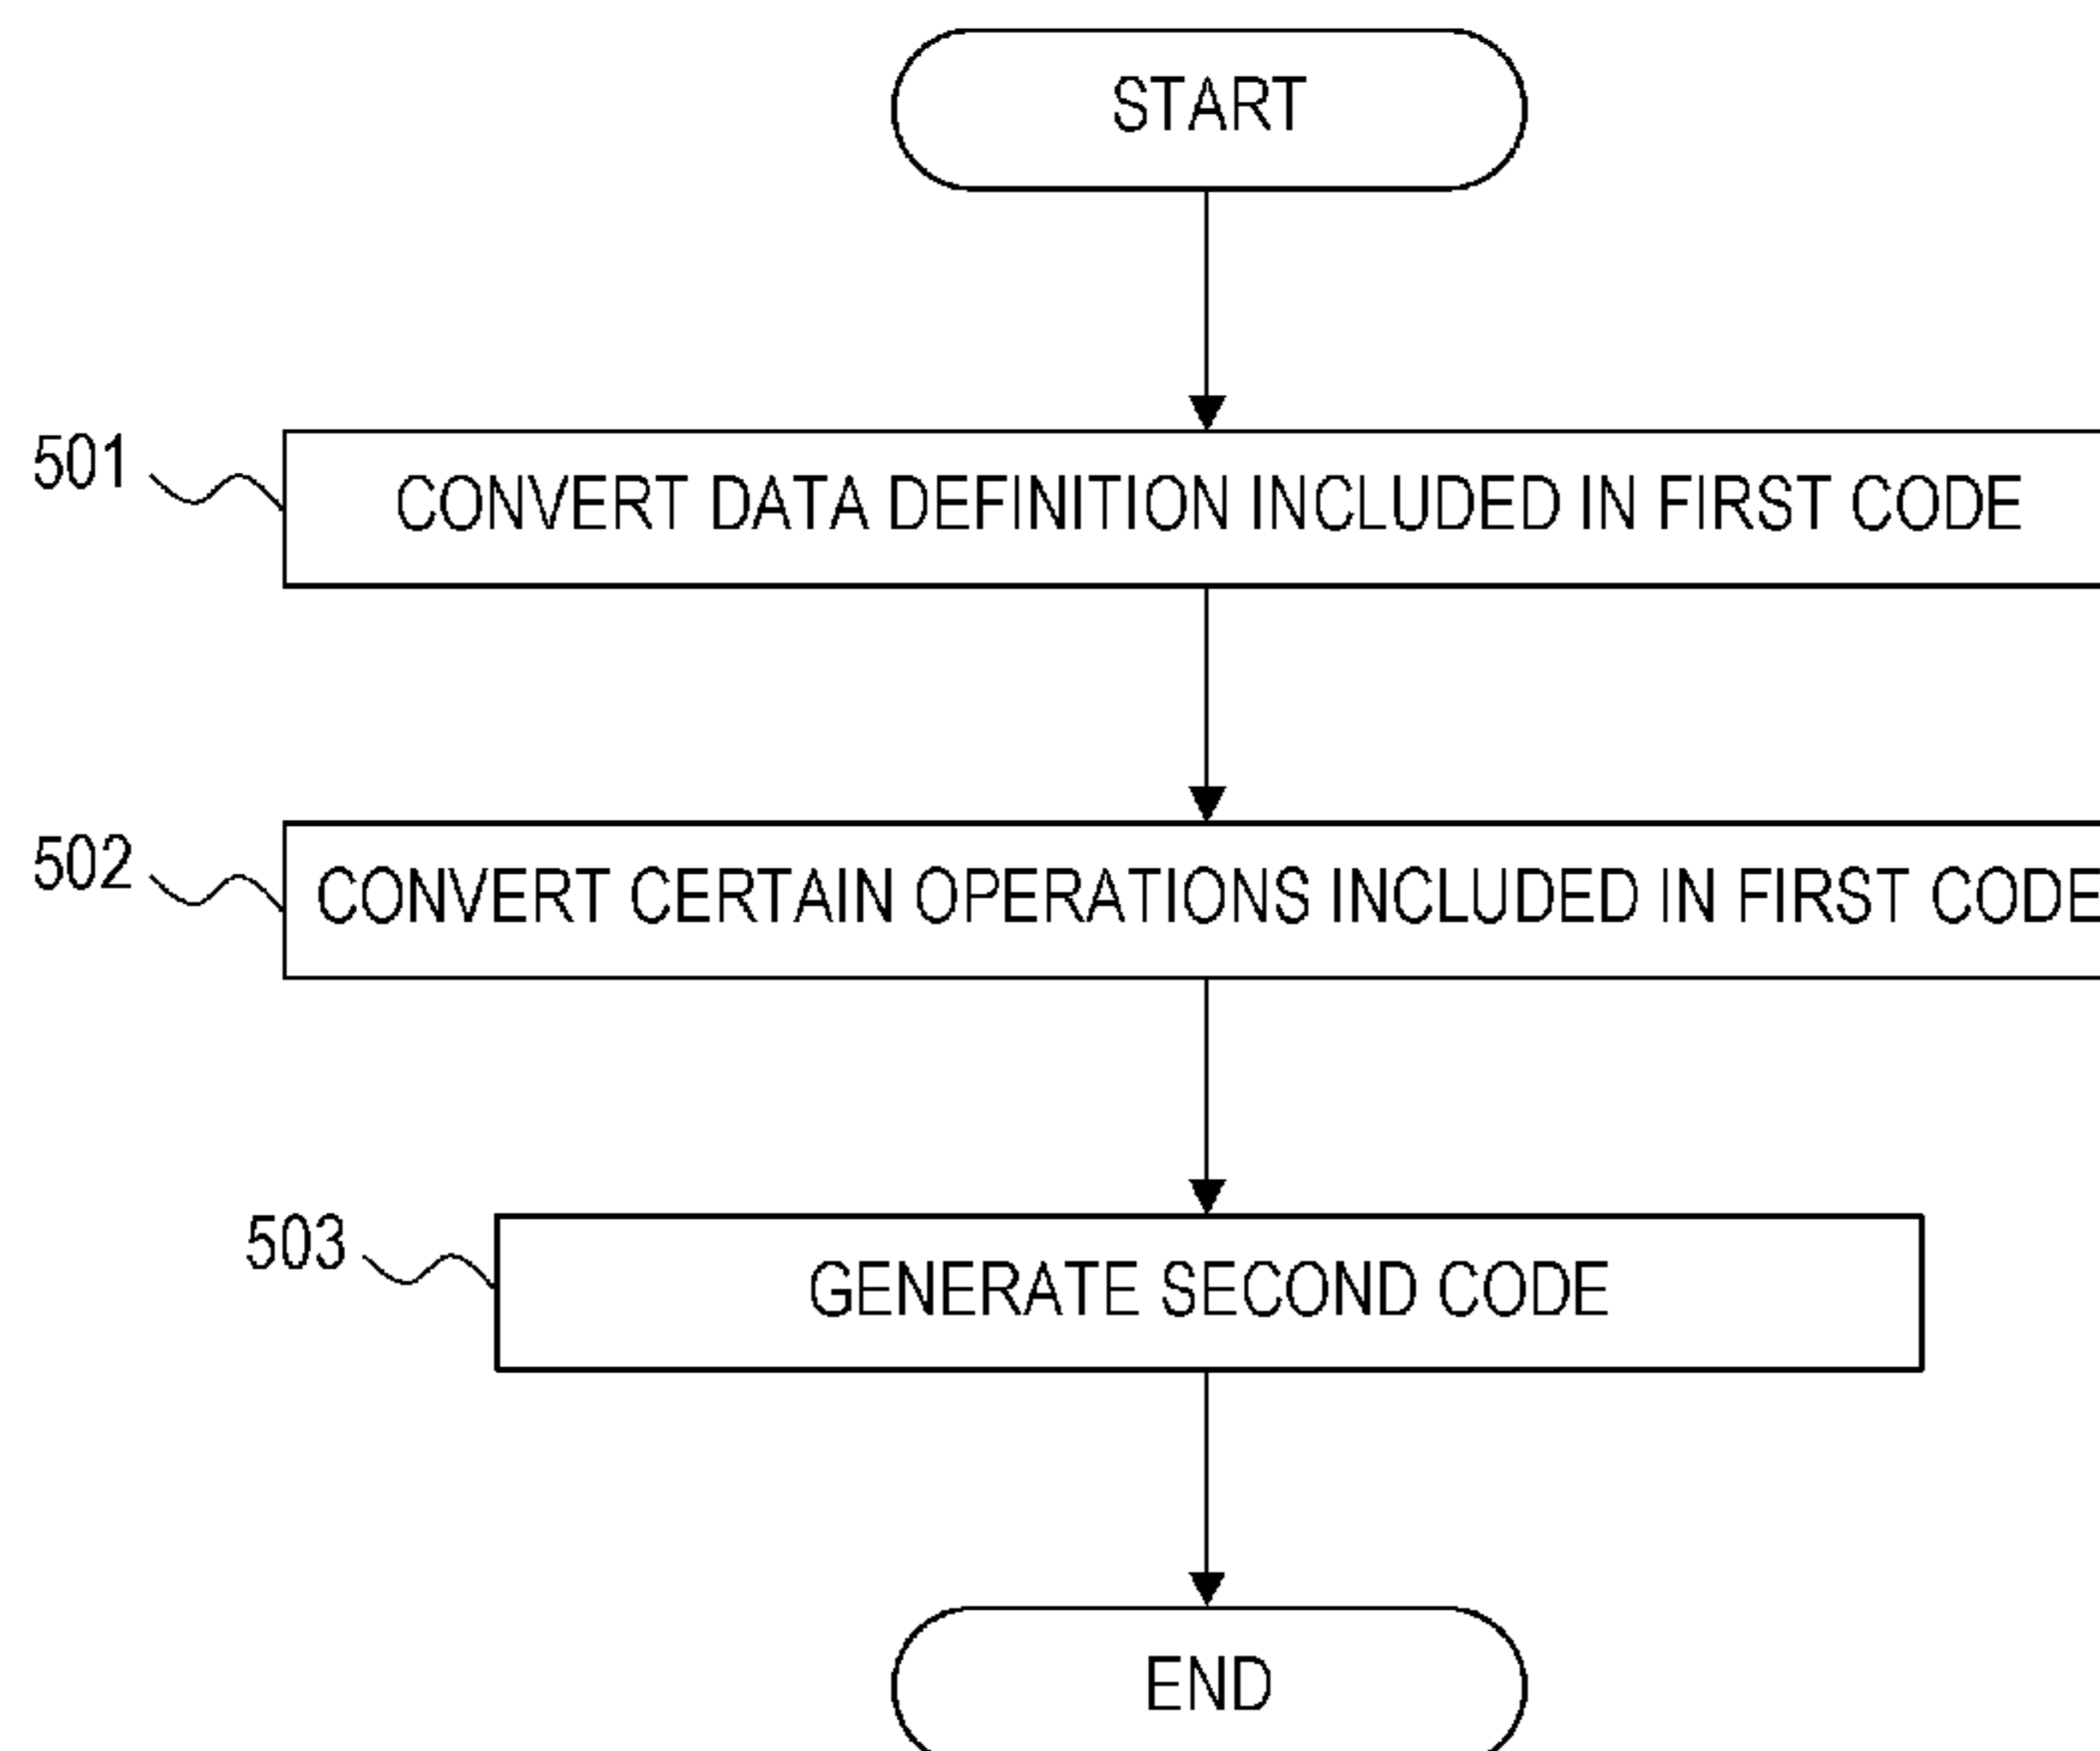 START
501
CONVERT DATA DEFINITION INCLUDED IN FIRST CODE
502
CONVERT CERTAIN OPERATIONS INCLUDED IN FIRST CODE
503
GENERATE SECOND CODE
END